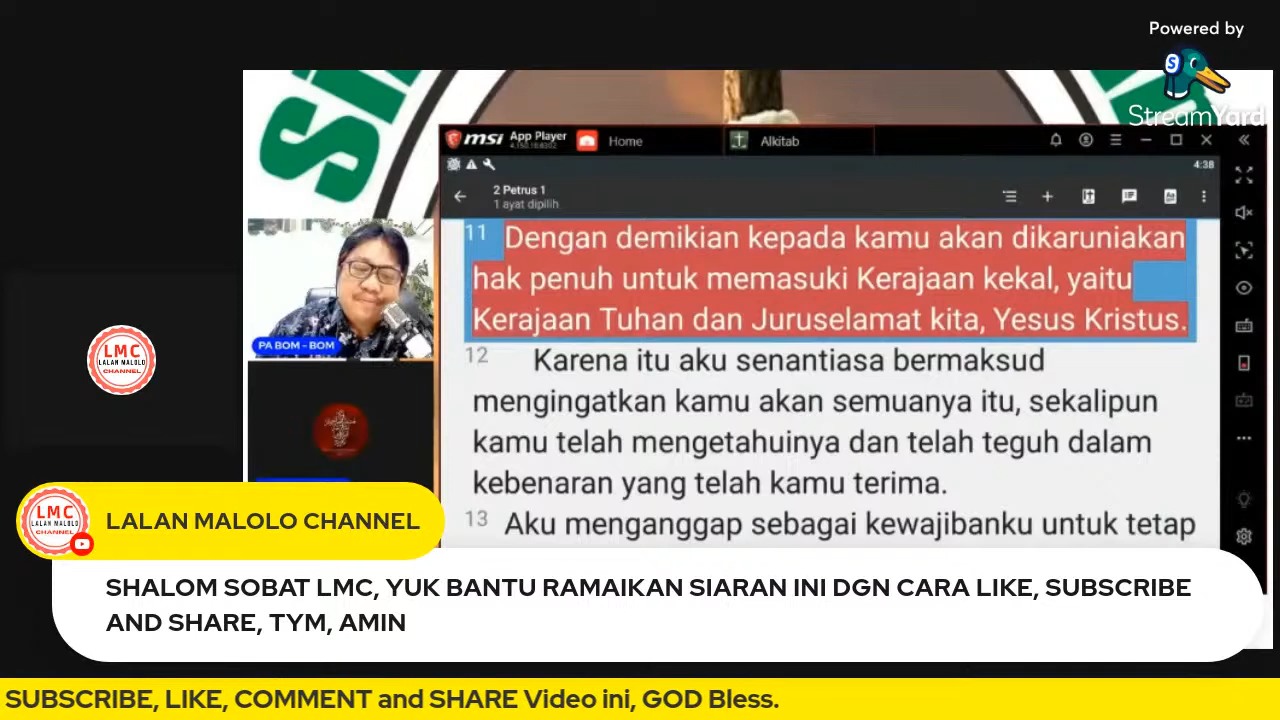 Powered by
StreamYard
msi App Player
Home
Alkitab
4:38
2 Petrus 1
1 ayat dipilih
11 Dengan demikian kepada kamu akan dikaruniakan
hak penuh untuk memasuki Kerajaan kekal, yaitu
Kerajaan Tuhan dan Juruselamat kita, Yesus Kristus.
12 Karena itu aku senantiasa bermaksud
mengingatkan kamu akan semuanya itu, sekalipun
kamu telah mengetahuinya dan telah teguh dalam
kebenaran yang telah kamu terima.
13 Aku menganggap sebagai kewajibanku untuk tetap
PA BOM - BOM
LMC
LALAN MALOLO
CHANNEL
LMC
LALAN MALOLO
CHANNEL
LALAN MALOLO CHANNEL
SHALOM SOBAT LMC, YUK BANTU RAMAIKAN SIARAN INI DGN CARA LIKE, SUBSCRIBE
AND SHARE, TYM, AMIN
SUBSCRIBE, LIKE, COMMENT and SHARE Video ini, GOD Bless.